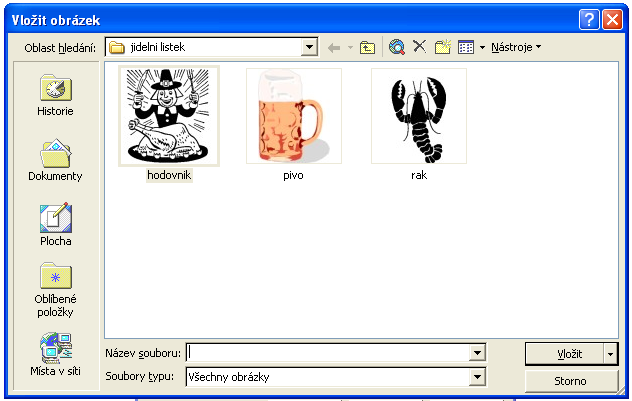 Vložit obrázek
Oblast hledání: jidelni listek
Nástroje
Historie
Dokumenty
Plocha
Oblíbené
položky
Místa v síti
hodovnik
pivo
rak
Název souboru:
Vložit
Soubory typu: Všechny obrázky
Storno